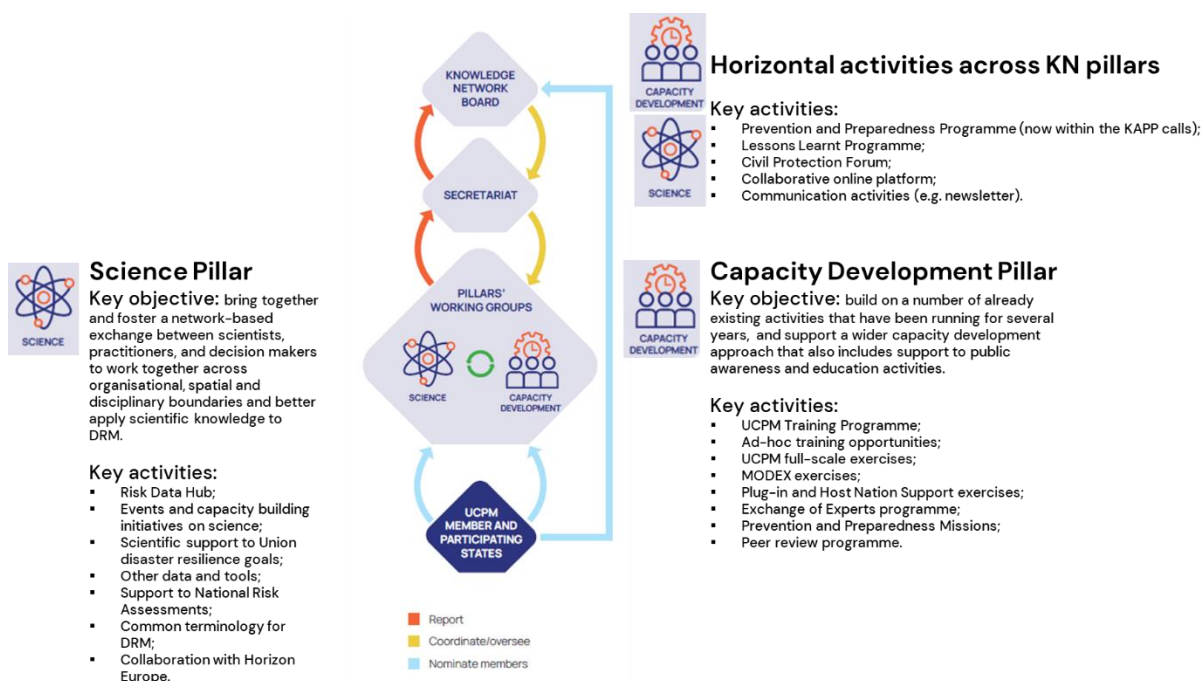 Science Pillar
Key objective: bring together
and foster a network-based
exchange between scientists,
practitioners, and decision makers
to work together across
organisational, spatial and
disciplinary boundaries and better
apply scientific knowledge to
DRM.
SCIENCE
Key activities:
▪ Risk Data Hub;
▪ Events and capacity building
initiatives on science;
▪ Scientific support to Union
disaster resilience goals;
▪ Other data and tools;
▪ Support to National Risk
Assessments;
▪ Common terminology for
DRM;
▪ Collaboration with Horizon
Europe.
KNOWLEDGE
NETWORK
BOARD
SECRETARIAT
PILLARS'
WORKING GROUPS
SCIENCE
CAPACITY
DEVELOPMENT
UCPM
MEMBER AND
PARTICIPATING
STATES
Report
Coordinate/oversee
Nominate members
CAPACITY
DEVELOPMENT
SCIENCE
Horizontal activities across KN pillars
Key activities:
▪ Prevention and Preparedness Programme (now within the KAPP calls);
▪ Lessons Learnt Programme;
▪ Civil Protection Forum;
▪ Collaborative online platform;
▪ Communication activities (e.g. newsletter).
CAPACITY
DEVELOPMENT
Capacity Development Pillar
Key objective: build on a number of already
existing activities that have been running for several
years, and support a wider capacity development
approach that also includes support to public
awareness and education activities.
Key activities:
▪ UCPM Training Programme;
▪ Ad-hoc training opportunities;
▪ UCPM full-scale exercises;
▪ MODEX exercises;
▪ Plug-in and Host Nation Support exercises;
▪ Exchange of Experts programme;
▪ Prevention and Preparedness Missions;
▪ Peer review programme.